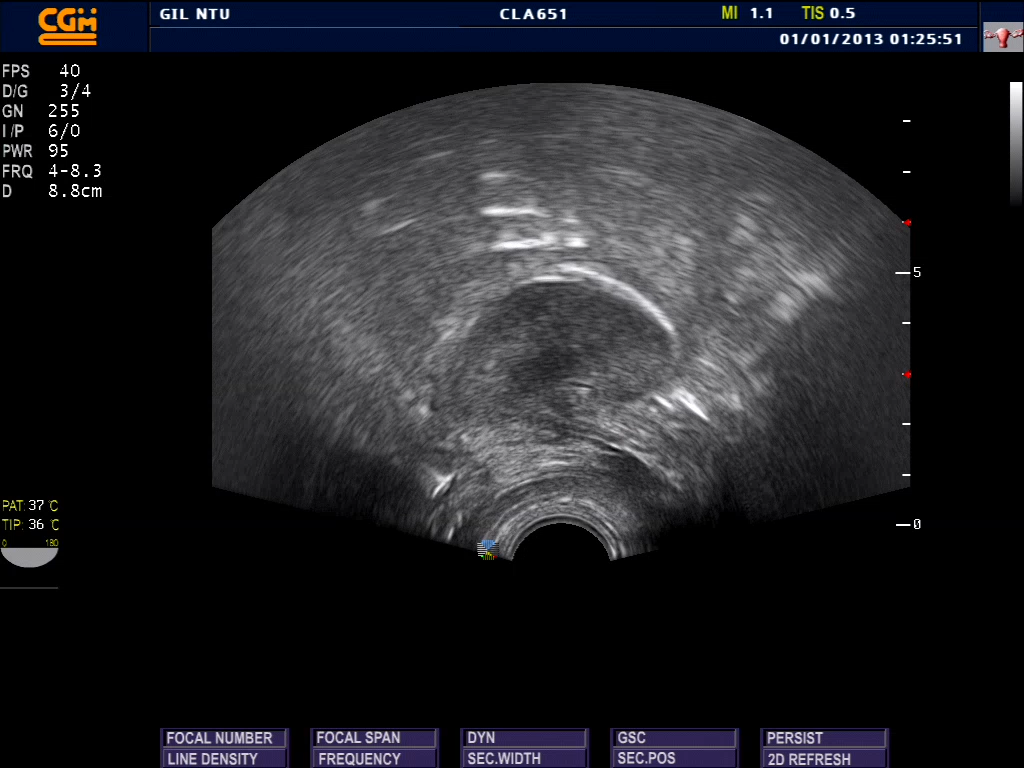 CGM
GIL NTU CLA651 MI 1.1 TIS 0.5
01/01/2013 01:25:51
FPS 40
D/G 3/4
GN 255
I/P 6/0
PWR 95
FRQ 4-8.3
D 8.8cm
5
PAT: 37 °C
TIP: 36 °C
0 180
0
FOCAL NUMBER FOCAL SPAN DYN GSC PERSIST
LINE DENSITY FREQUENCY SEC.WIDTH SEC.POS 2D REFRESH